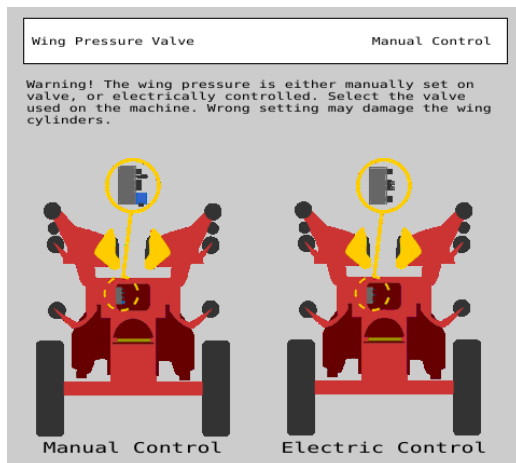 Wing Pressure Valve Manual Control
Warning! The wing pressure is either manually set on
valve, or electrically controlled. Select the valve
used on the machine. Wrong setting may damage the wing
cylinders.
Manual Control Electric Control